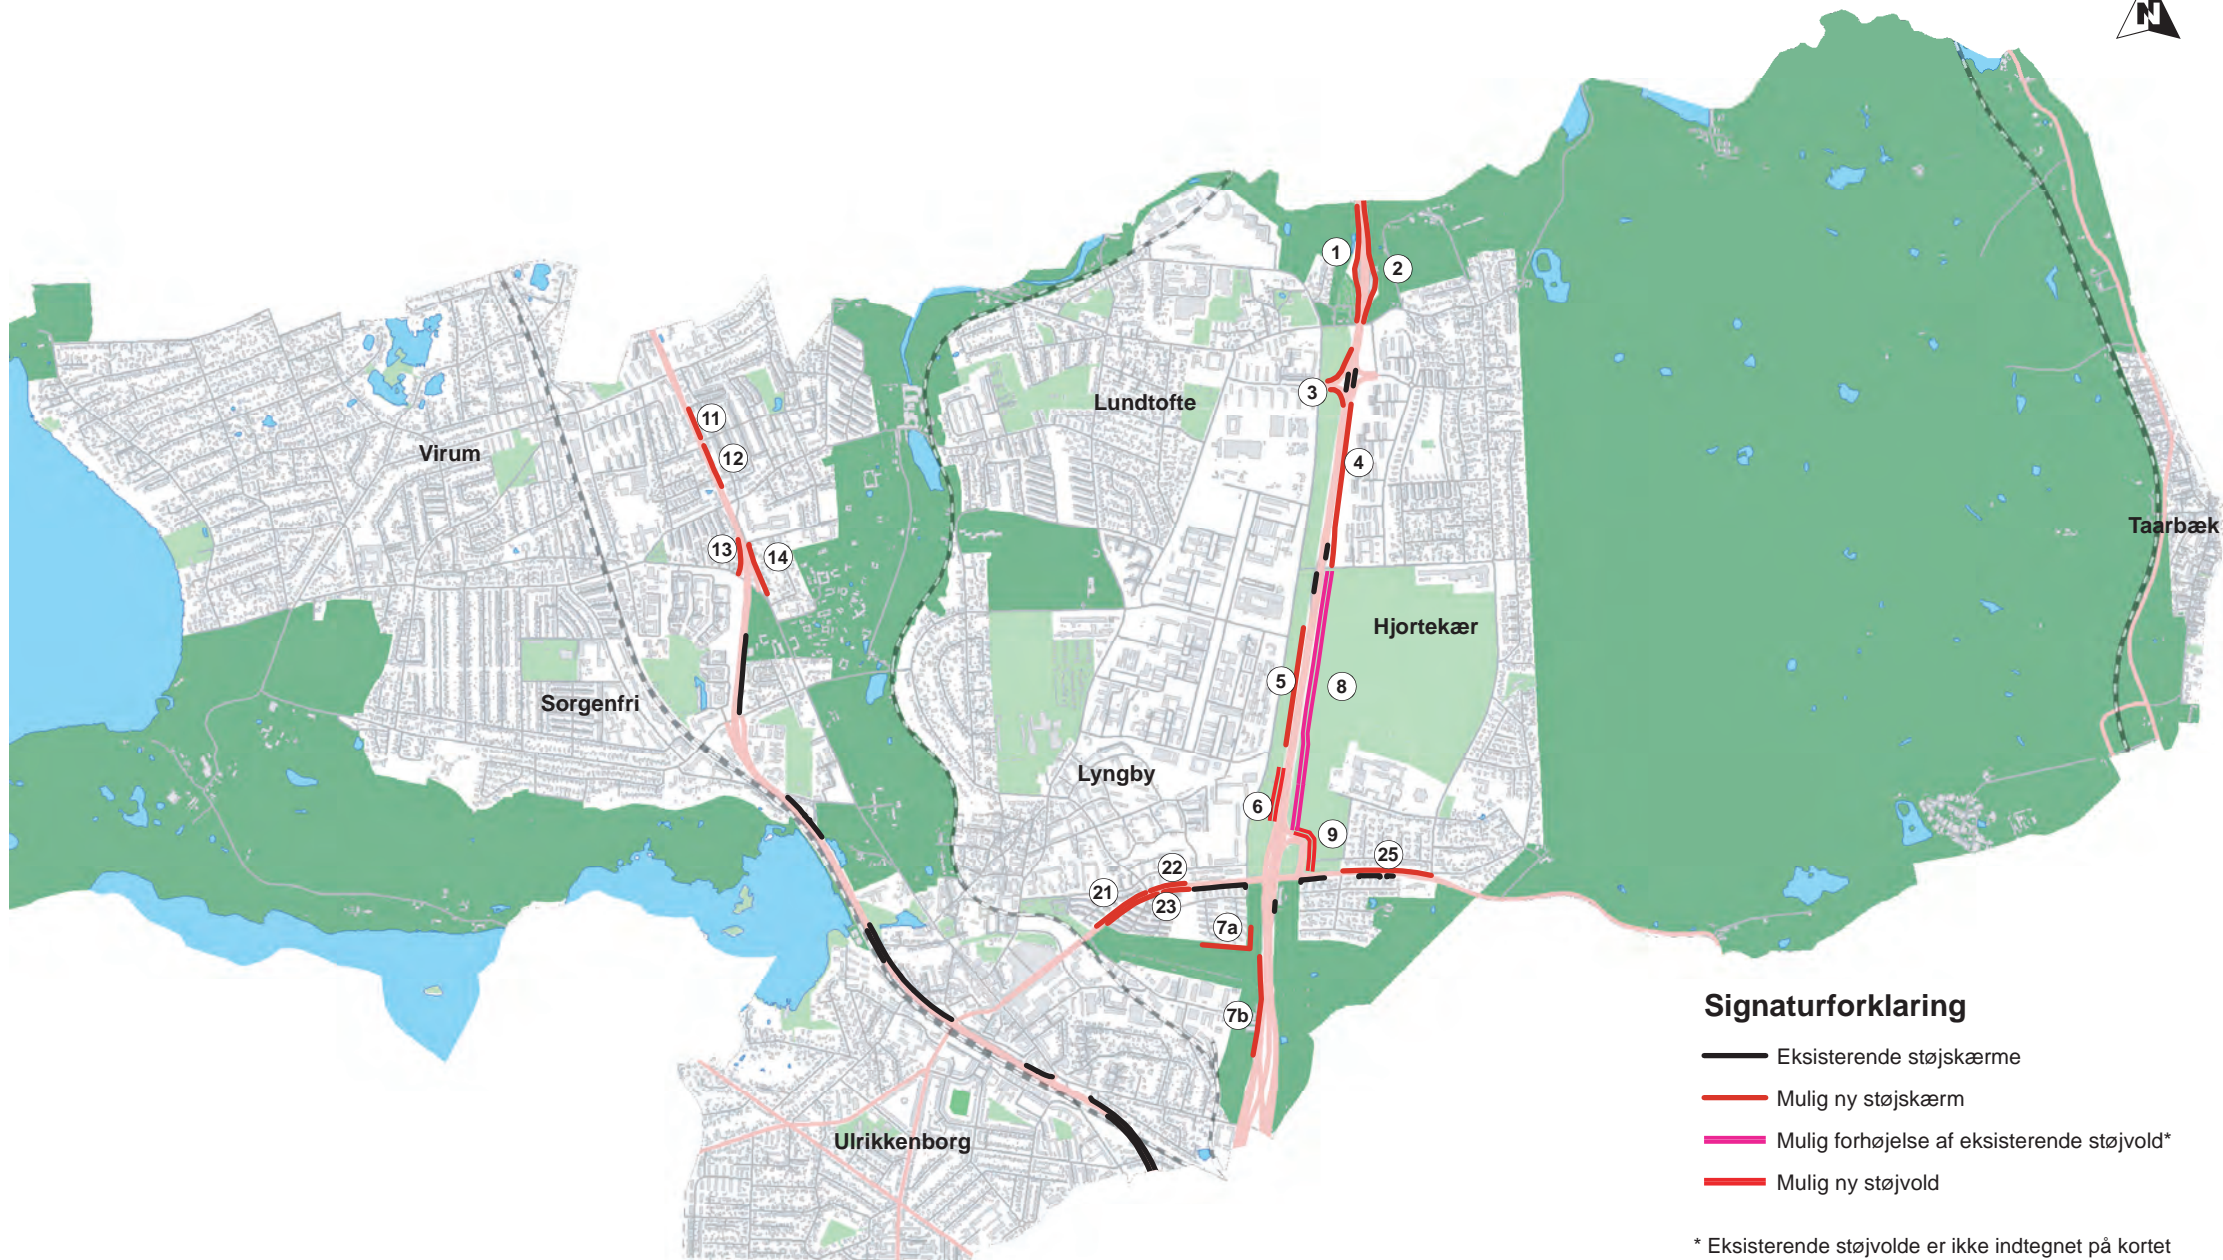 N
1
2
3
Lundtofte
11
Virum
12
4
Taarbæk
13
14
Hjortekær
5
8
Sorgenfri
Lyngby
6
9
25
22
21
23
7a
7b
Ulrikkenborg
Signaturforklaring
Eksisterende støjskærme
Mulig ny støjskærm
Mulig forhøjelse af eksisterende støjvold*
Mulig ny støjvold
* Eksisterende støjvolde er ikke indtegnet på kortet